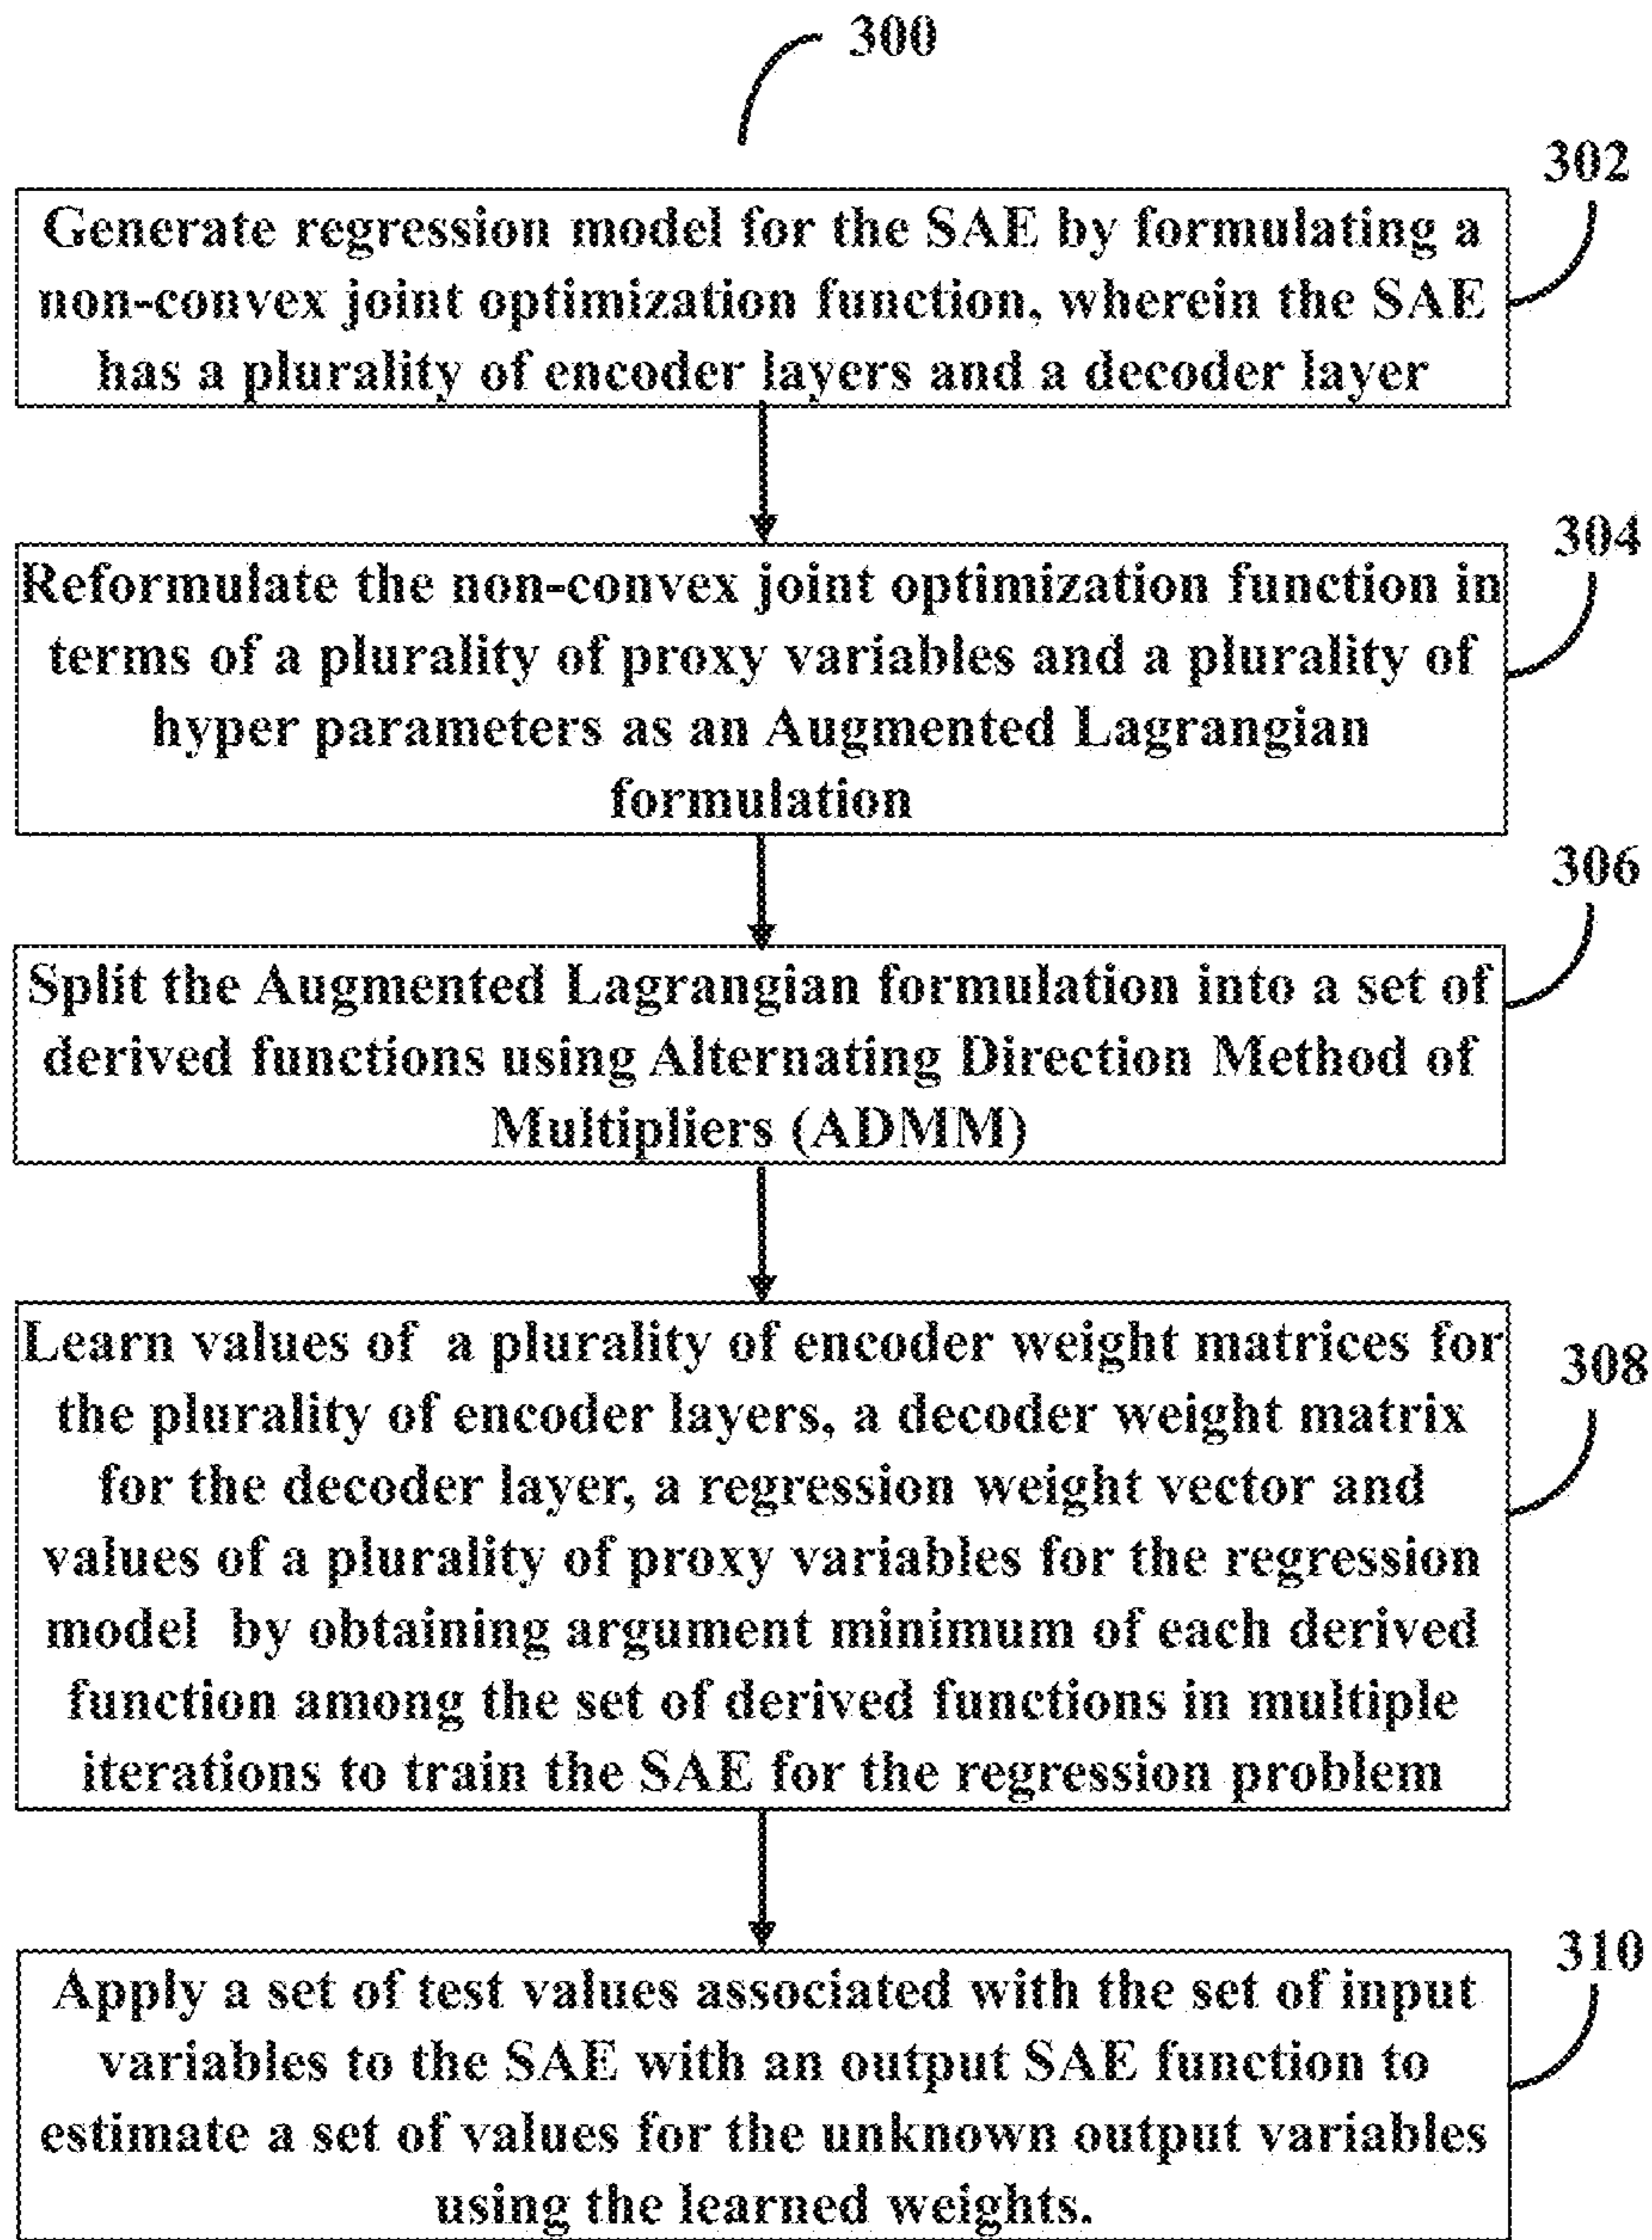 300
302
Generate regression model for the SAE by formulating a
non-convex joint optimization function, wherein the SAE
has a plurality of encoder layers and a decoder layer
304
Reformulate the non-convex joint optimization function in
terms of a plurality of proxy variables and a plurality of
hyper parameters as an Augmented Lagrangian
formulation
306
Split the Augmented Lagrangian formulation into a set of
derived functions using Alternating Direction Method of
Multipliers (ADMM)
308
Learn values of a plurality of encoder weight matrices for
the plurality of encoder layers, a decoder weight matrix
for the decoder layer, a regression weight vector and
values of a plurality of proxy variables for the regression
model by obtaining argument minimum of each derived
function among the set of derived functions in multiple
iterations to train the SAE for the regression problem
310
Apply a set of test values associated with the set of input
variables to the SAE with an output SAE function to
estimate a set of values for the unknown output variables
using the learned weights.